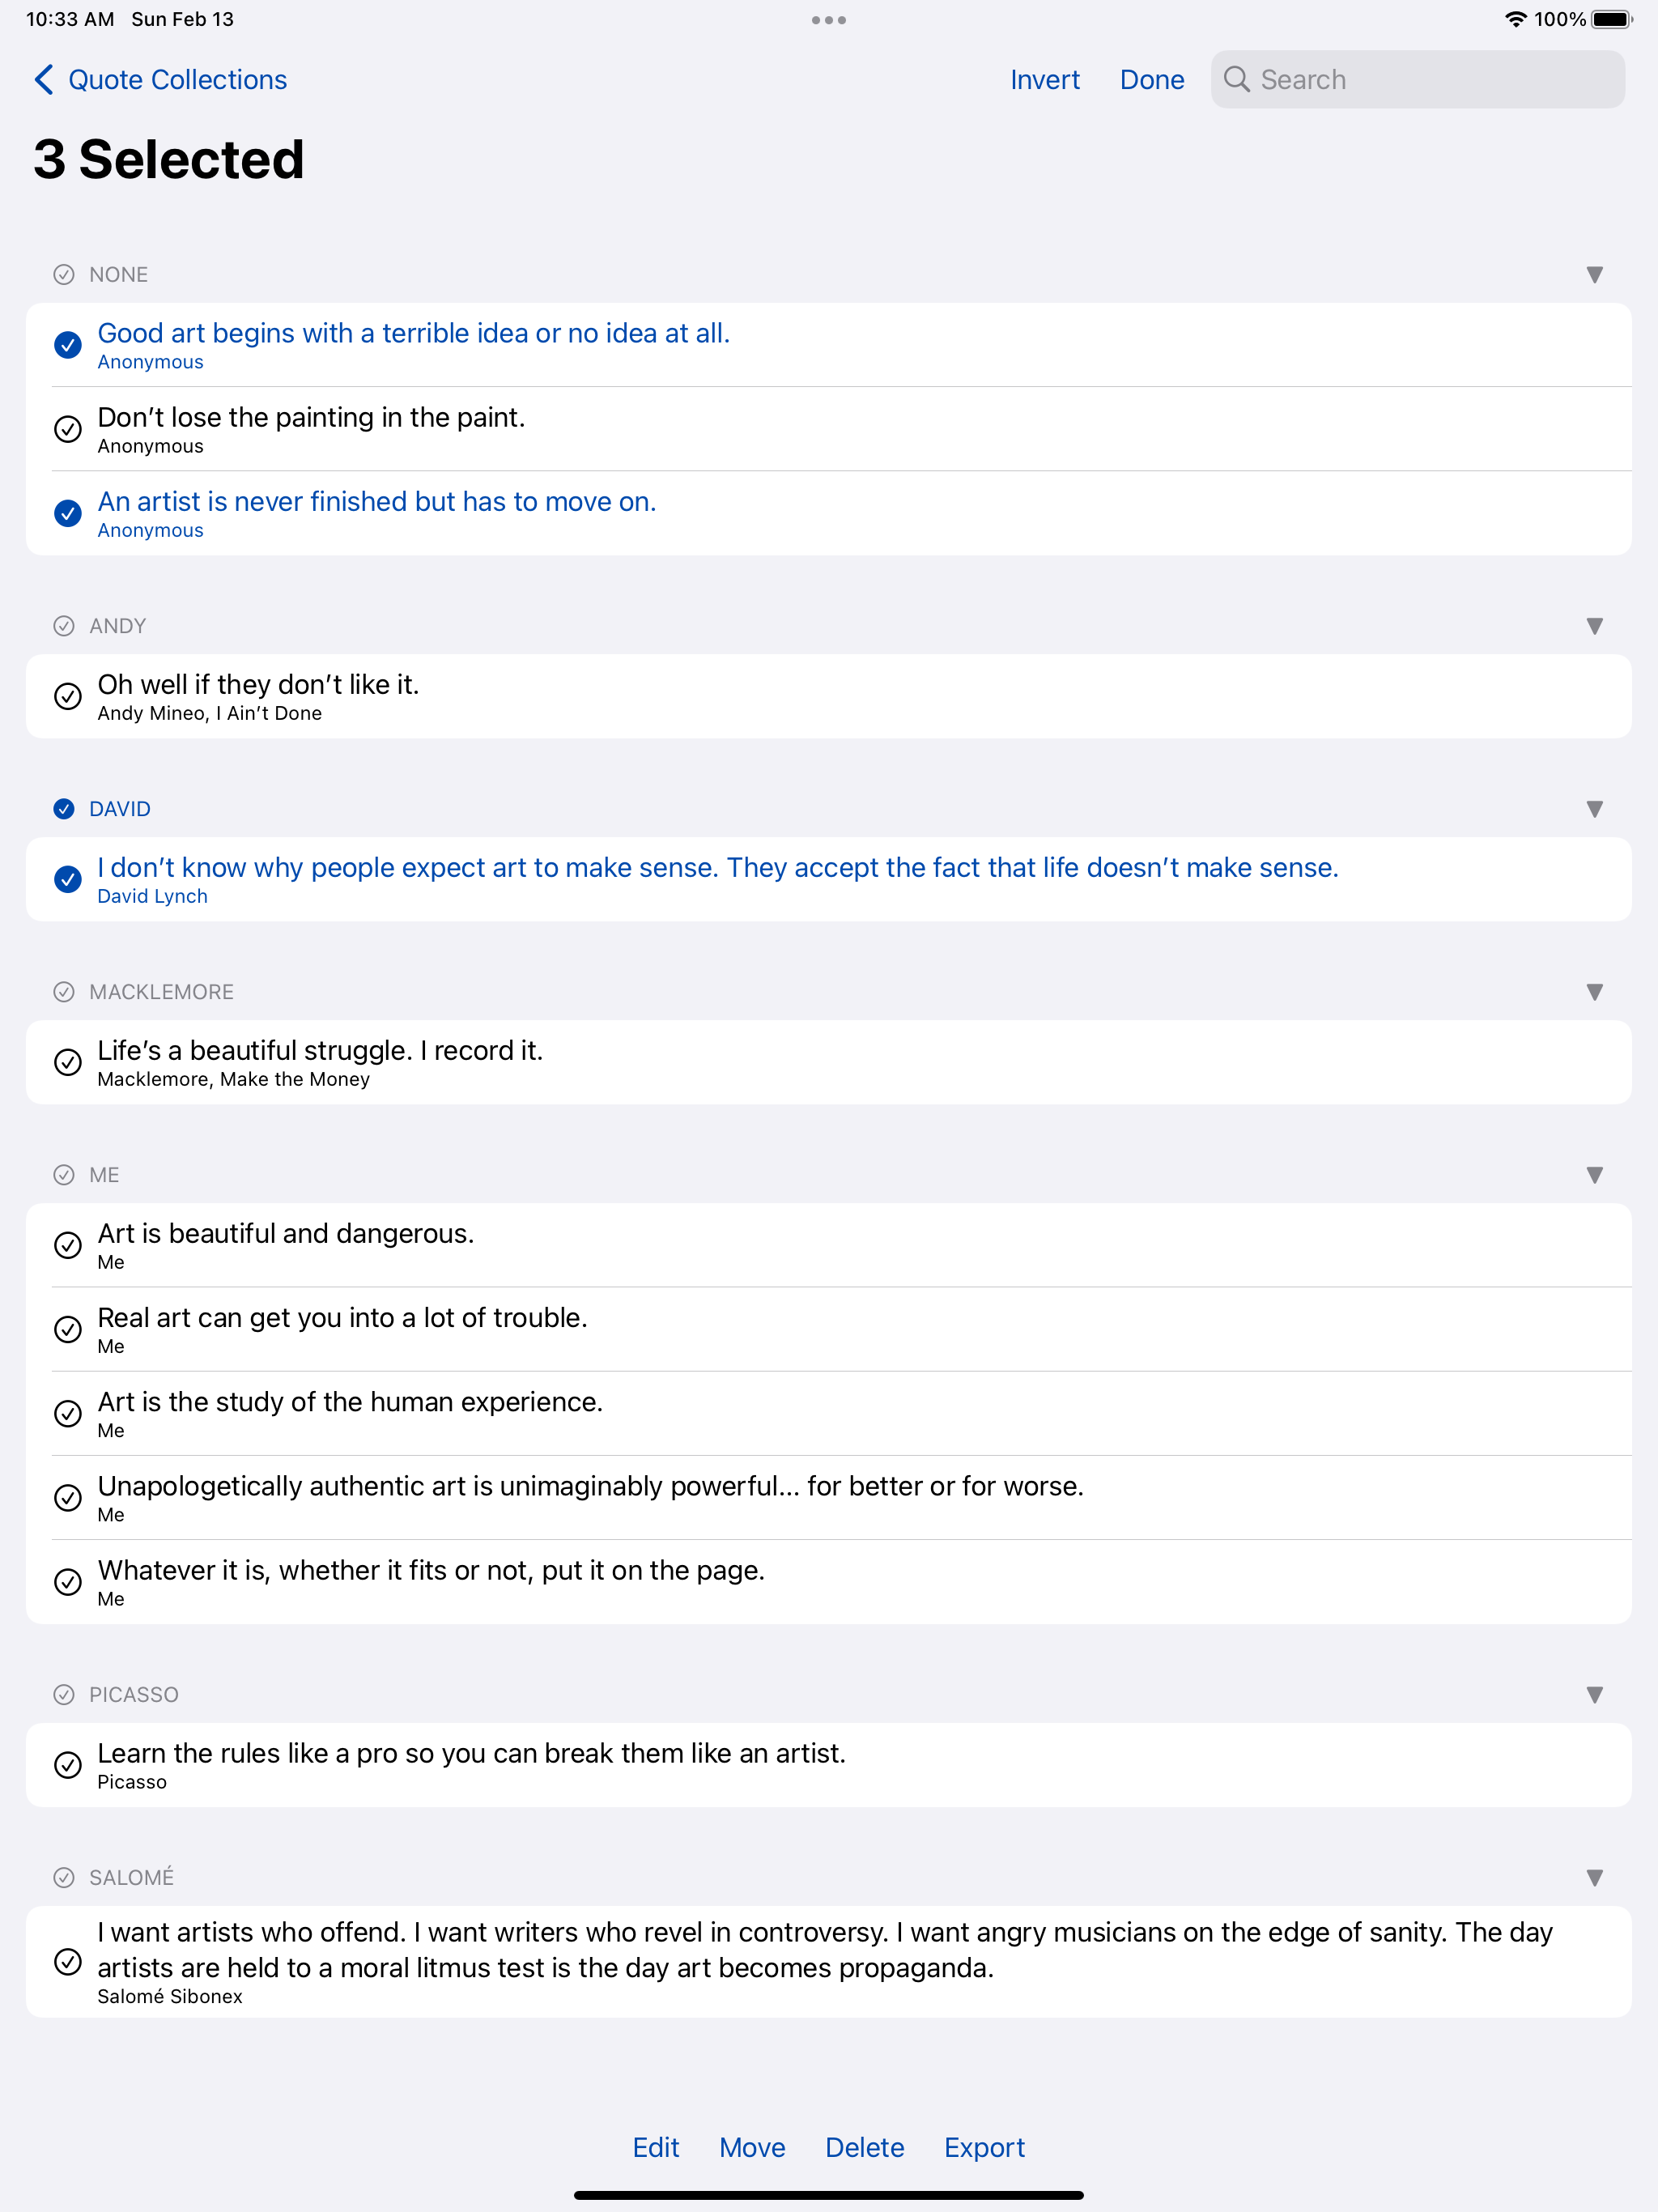 10:33 AM Sun Feb 13
100%
Quote Collections
Invert Done Search
3 Selected
NONE
Good art begins with a terrible idea or no idea at all.
Anonymous
Don’t lose the painting in the paint.
Anonymous
An artist is never finished but has to move on.
Anonymous
ANDY
Oh well if they don’t like it.
Andy Mineo, I Ain’t Done
DAVID
I don’t know why people expect art to make sense. They accept the fact that life doesn’t make sense.
David Lynch
MACKLEMORE
Life’s a beautiful struggle. I record it.
Macklemore, Make the Money
ME
Art is beautiful and dangerous.
Me
Real art can get you into a lot of trouble.
Me
Art is the study of the human experience.
Me
Unapologetically authentic art is unimaginably powerful... for better or for worse.
Me
Whatever it is, whether it fits or not, put it on the page.
Me
PICASSO
Learn the rules like a pro so you can break them like an artist.
Picasso
SALOMÉ
I want artists who offend. I want writers who revel in controversy. I want angry musicians on the edge of sanity. The day
artists are held to a moral litmus test is the day art becomes propaganda.
Salomé Sibonex
Edit Move Delete Export